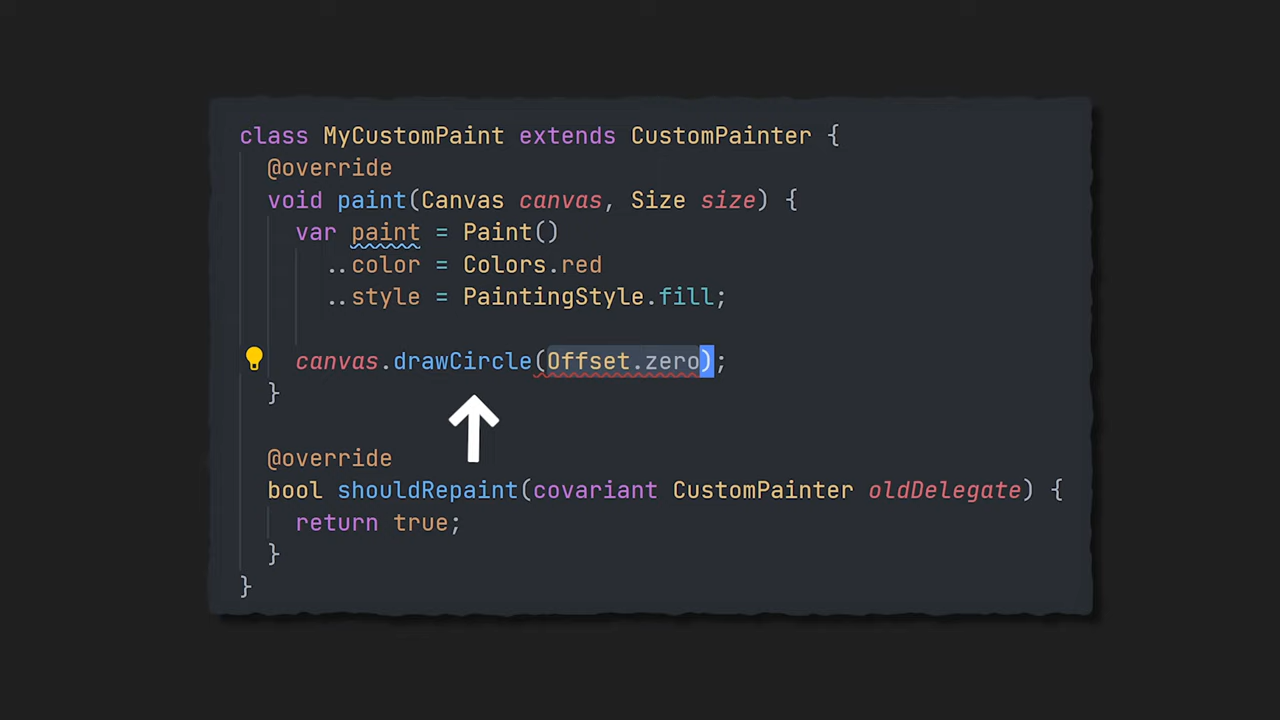 class MyCustomPaint extends CustomPainter {
@override
void paint(Canvas canvas, Size size) {
var paint = Paint()
..color = Colors.red
..style = PaintingStyle.fill;
canvas.drawCircle(Offset.zero);
}
@override
bool shouldRepaint(covariant CustomPainter oldDelegate) {
return true;
}
}